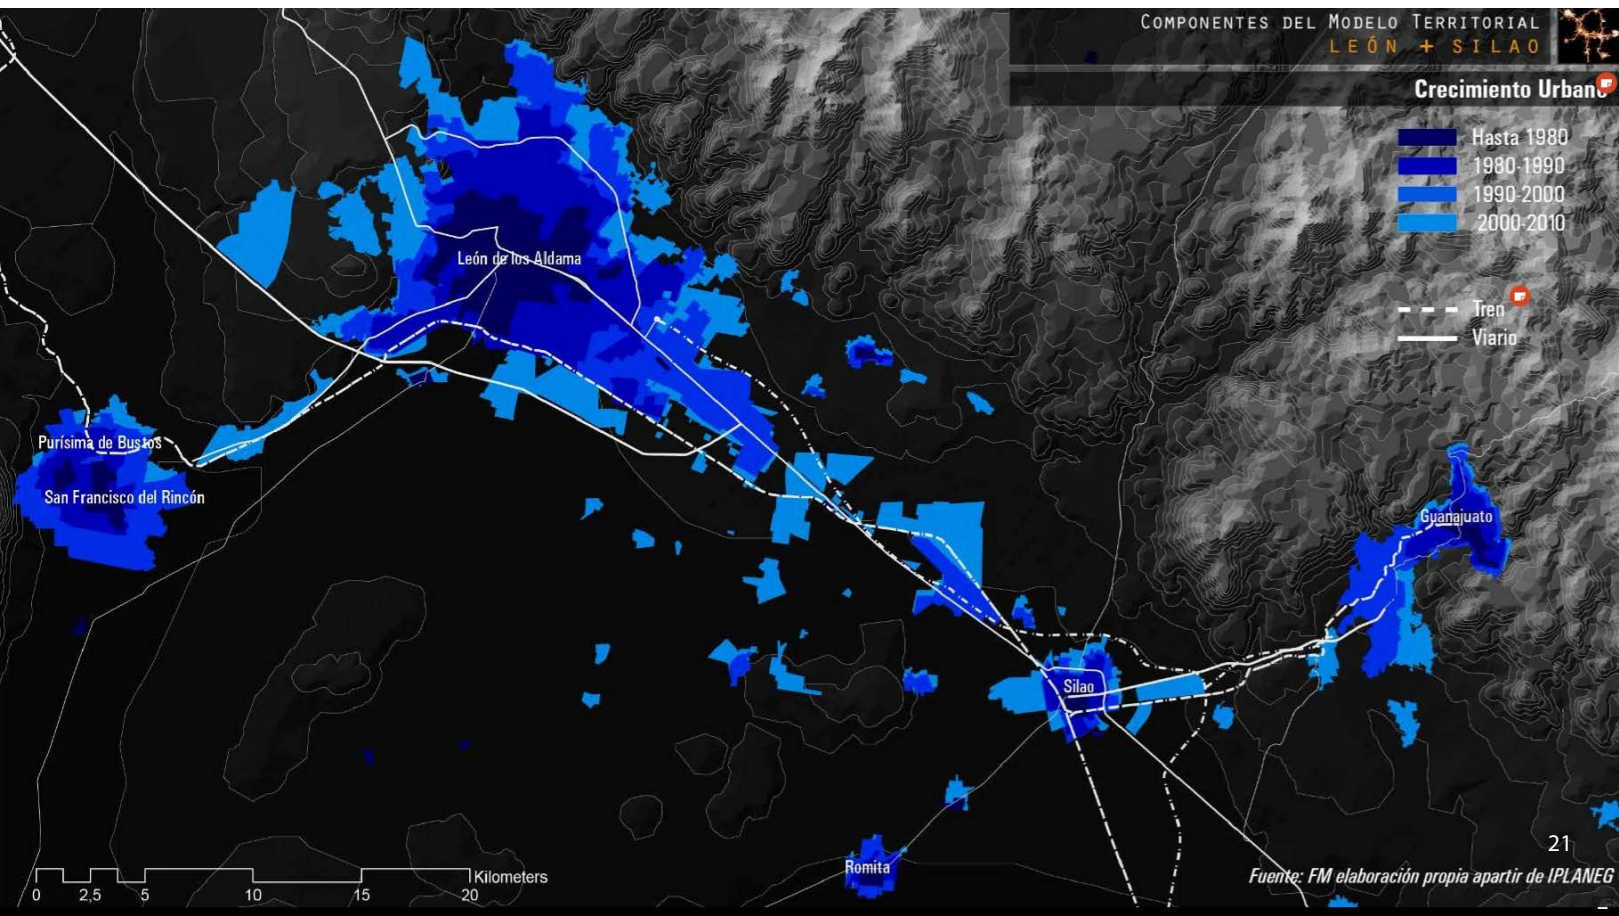 COMPONENTES DEL MODELO TERRITORIAL
LEÓN + SILAO
Crecimiento Urbano
Hasta 1980
1980-1990
1990-2000
2000-2010
Tren
Viario
León de los Aldama
Purísima de Bustos
San Francisco del Rincón
Guanajuato
Silao
Romita
21
Kilometers
0 2,5 5 10 15 20
Fuente: FM elaboración propia apartir de IPLANEG